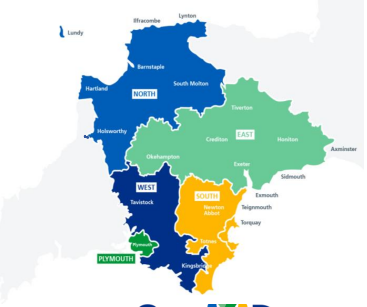 Lynton
Ilfracombe
Lundy
Barnstaple
South Molton
Hartland
NORTH
Tiverton
Holsworthy
EAST
Crediton
Honiton
Axminster
Okehampton
Exeter
Sidmouth
WEST
Exmouth
SOUTH
Tavistock
Newton
Abbot
Teignmouth
Torquay
Plymouth
Totnes
PLYMOUTH
Kingsbridge